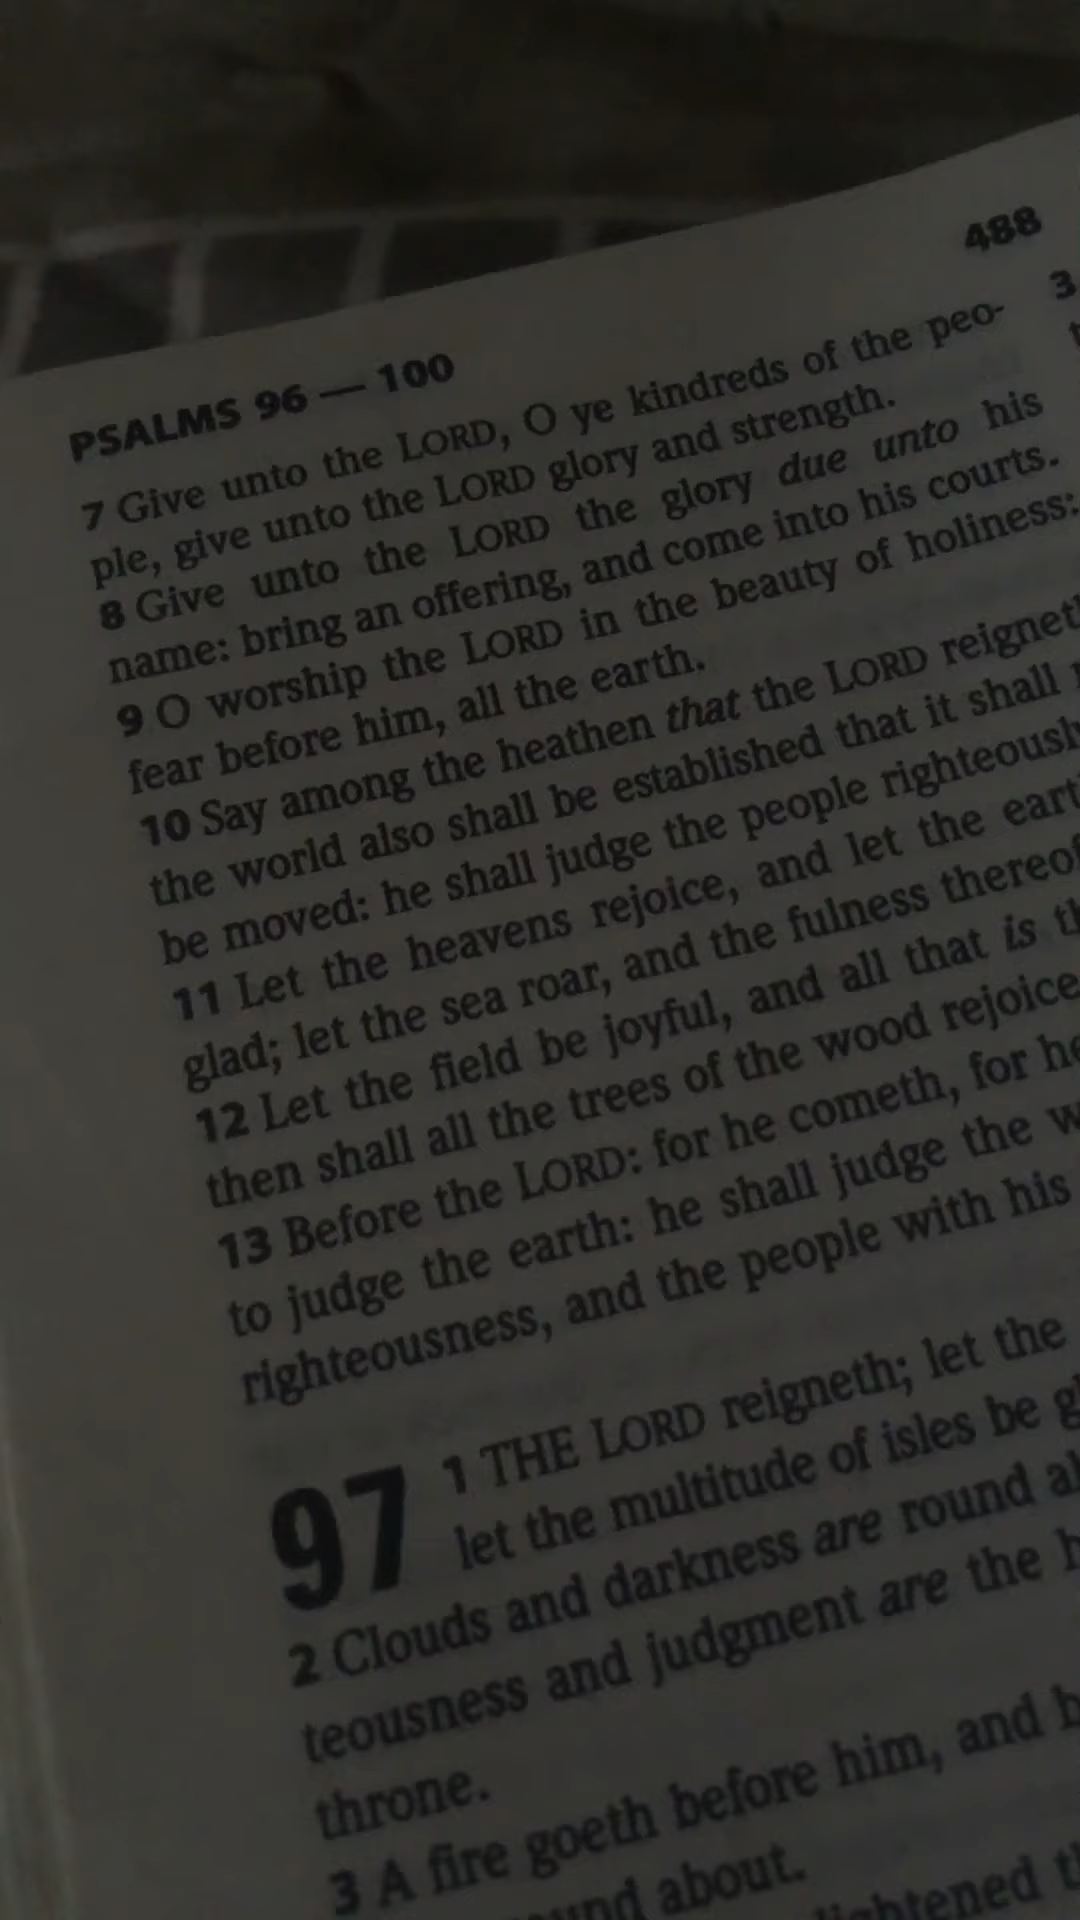 488
PSALMS 96 — 100
7 Give unto the LORD, O ye kindreds of the peo-
ple, give unto the LORD glory and strength.
8 Give unto the LORD the glory due unto his
name: bring an offering, and come into his courts.
9 O worship the LORD in the beauty of holiness:
fear before him, all the earth.
10 Say among the heathen that the LORD
the world also shall be established that it shall
be moved: he shall judge the people
11 Let the heavens rejoice, and let the
glad; let the sea roar, and the fulness
12 Let the field be joyful, and all that is
then shall all the trees of the wood rejoice
13 Before the LORD: for he cometh, for
to judge the earth: he shall judge the
righteousness, and the people with his
97 1 THE LORD reigneth; let the
let the multitude of isles be
2 Clouds and darkness are round
teousness and judgment are the
throne.
3 A fire goeth before him, and
about.
3